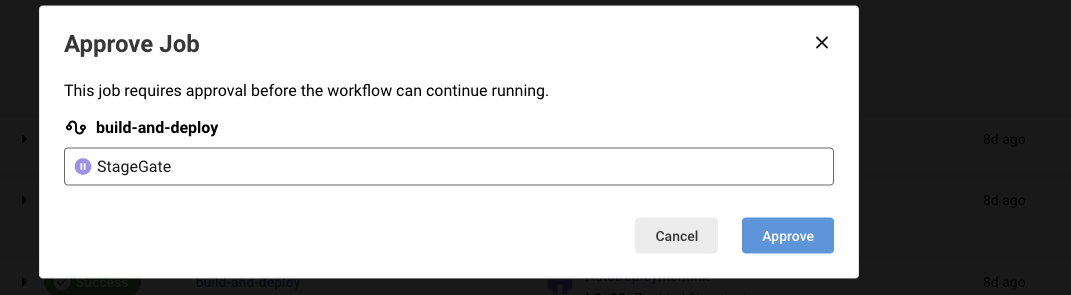 Approve Job
This job requires approval before the workflow can continue running.
build-and-deploy
StageGate
Cancel
Approve
8d ago
8d ago
Success
build-and-deploy
8d ago